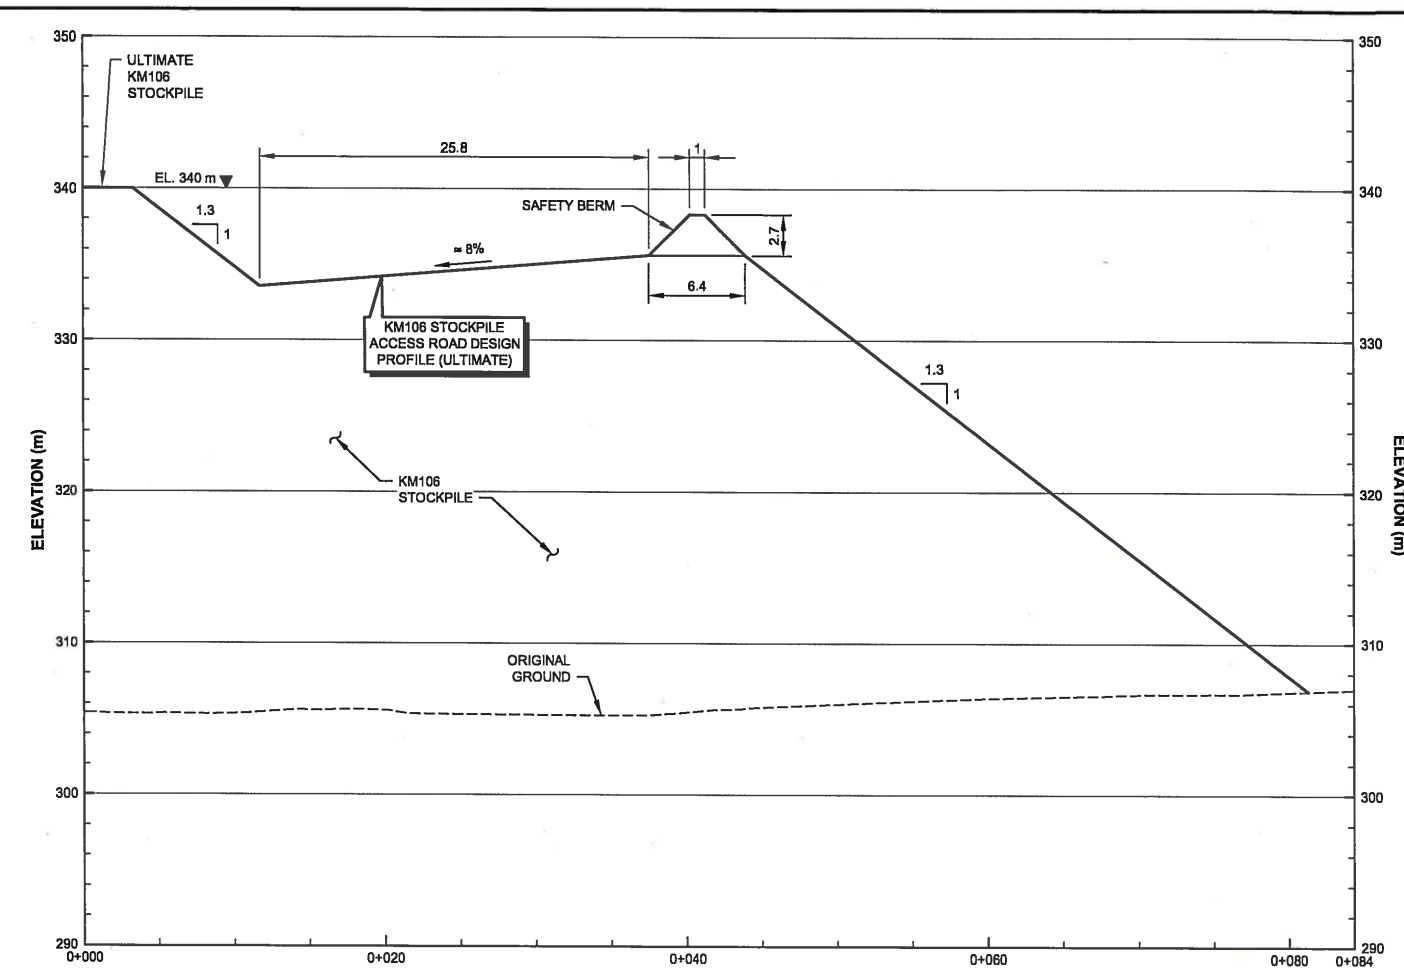 350
350
ULTIMATE
KM106
STOCKPILE
25.8
1
EL. 340 m
340
340
SAFETY BERM
1.3
1
2.7
≈ 8%
6.4
KM106 STOCKPILE
ACCESS ROAD DESIGN
PROFILE (ULTIMATE)
330
330
1.3
1
ELEVATION (m)
ELEVATION (m)
KM106
STOCKPILE
320
320
310
310
ORIGINAL
GROUND
300
300
290
290
0+000
0+020
0+040
0+060
0+080
0+084